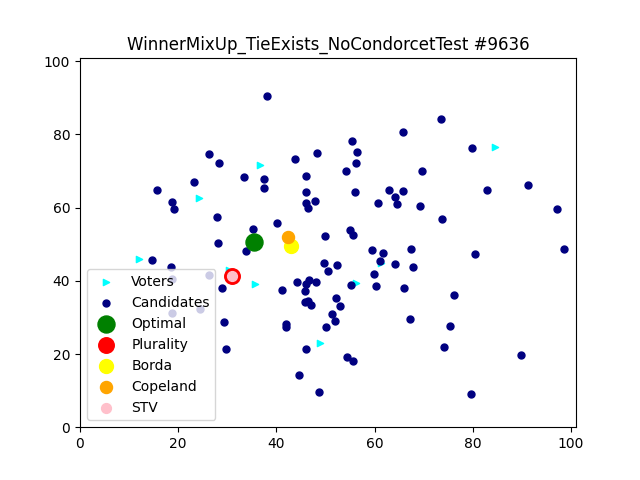 WinnerMixUp_TieExists_NoCondorcetTest #9636
100
80
60
40
20
0
0 20 40 60 80 100
Voters
Candidates
Optimal
Plurality
Borda
Copeland
STV